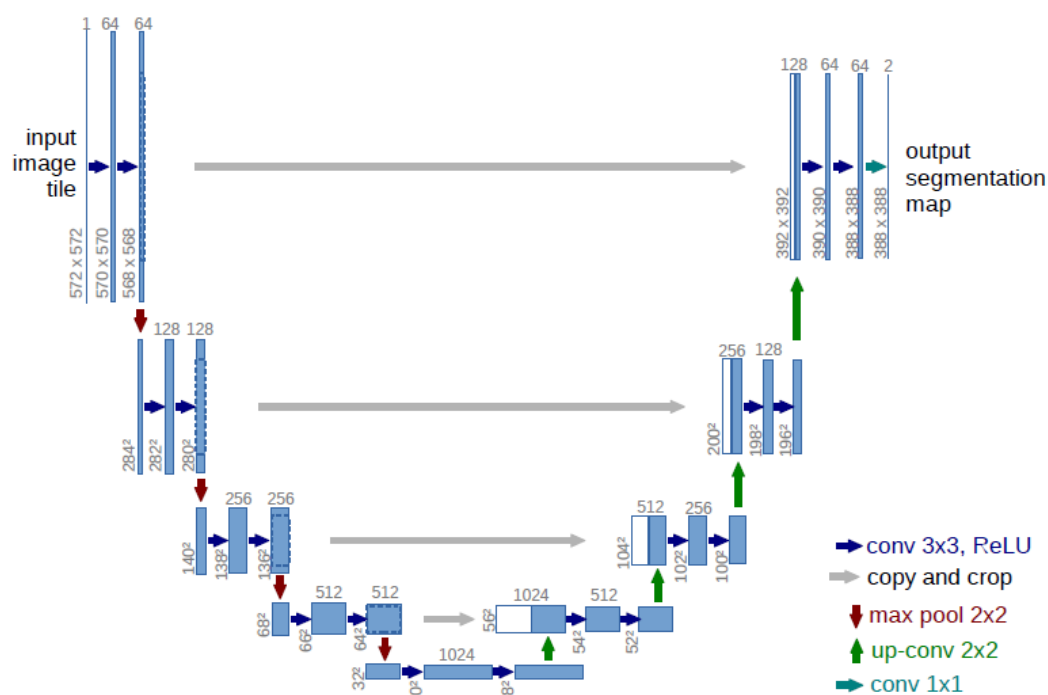 1 64 64
128 64 64 2
input
image
tile
output
segmentation
map
572 x 572
570 x 570
568 x 568
392 x 392
390 x 390
388 x 388
388 x 388
128 128
256 128
284²
282²
280²
200²
198²
196²
256 256
512 256
140²
138²
136²
104²
102²
100²
512 512
1024 512
68²
66²
64²
56²
54²
52²
1024
32²
conv 3x3, ReLU
copy and crop
max pool 2x2
up-conv 2x2
conv 1x1